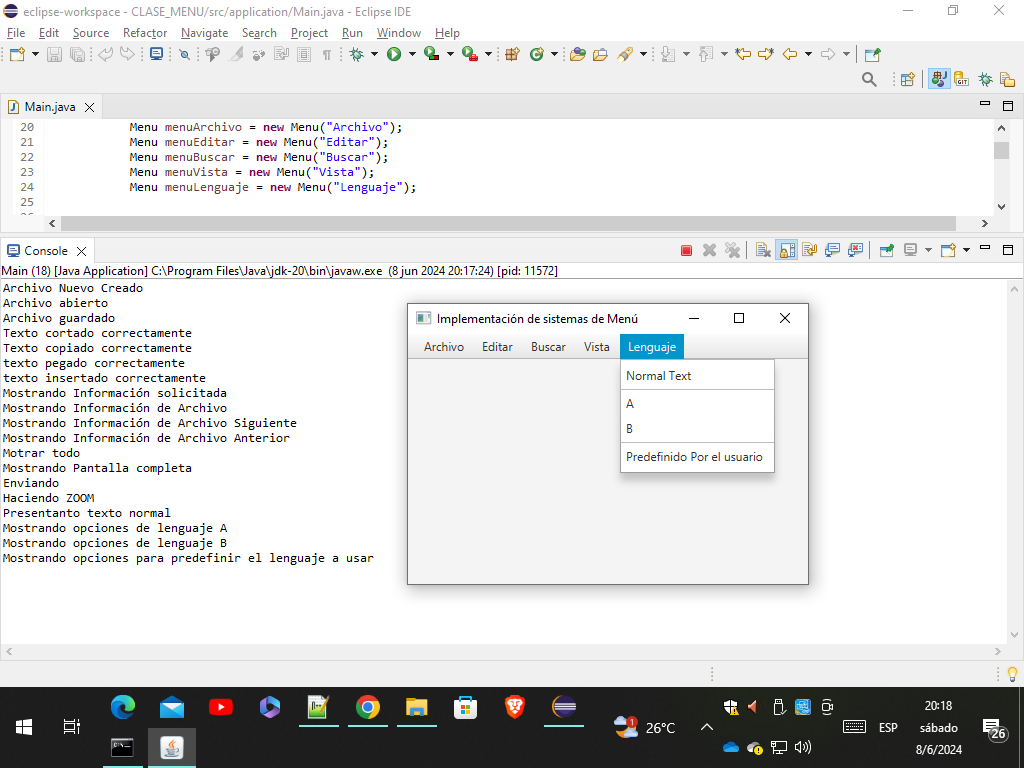 eclipse-workspace - CLASE_MENU/src/application/Main.java - Eclipse IDE
File Edit Source Refactor Navigate Search Project Run Window Help
Main.java
20 Menu menuArchivo = new Menu("Archivo");
21 Menu menuEditar = new Menu("Editar");
22 Menu menuBuscar = new Menu("Buscar");
23 Menu menuVista = new Menu("Vista");
24 Menu menuLenguaje = new Menu("Lenguaje");
25
Console
Main (18) [Java Application] C:\Program Files\Java\jdk-20\bin\javaw.exe (8 jun 2024 20:17:24) [pid: 11572]
Archivo Nuevo Creado
Archivo abierto
Archivo guardado
Texto cortado correctamente
Texto copiado correctamente
texto pegado correctamente
texto insertado correctamente
Mostrando Información solicitada
Mostrando Información de Archivo
Mostrando Información de Archivo Siguiente
Mostrando Información de Archivo Anterior
Motrar todo
Mostrando Pantalla completa
Enviando
Haciendo ZOOM
Presentanto texto normal
Mostrando opciones de lenguaje A
Mostrando opciones de lenguaje B
Mostrando opciones para predefinir el lenguaje a usar
Implementación de sistemas de Menú
Archivo Editar Buscar Vista Lenguaje
Normal Text
A
B
Predefinido Por el usuario
1
26°C
ESP
20:18
sábado
8/6/2024
26